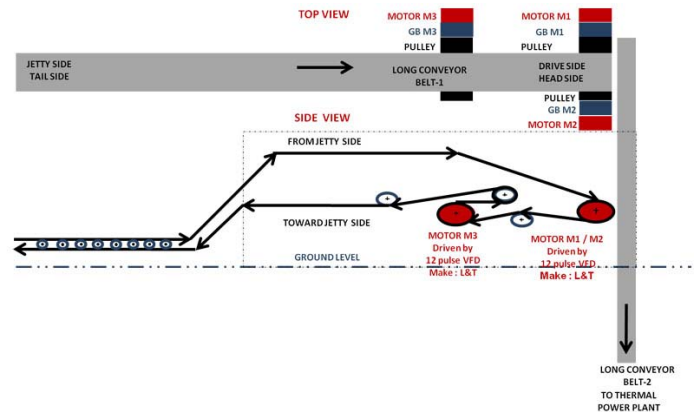 TOP VIEW
MOTOR M3
MOTOR M1
GB M3
GB M1
PULLEY
PULLEY
JETTY SIDE
TAIL SIDE
LONG CONVEYOR
BELT-1
DRIVE SIDE
HEAD SIDE
PULLEY
GB M2
MOTOR M2
SIDE VIEW
FROM JETTY SIDE
TOWARD JETTY SIDE
MOTOR M3
Driven by
12 pulse VFD
Make : L&T
MOTOR M1 / M2
Driven by
12 pulse VFD
Make : L&T
GROUND LEVEL
LONG CONVEYOR
BELT-2
TO THERMAL
POWER PLANT